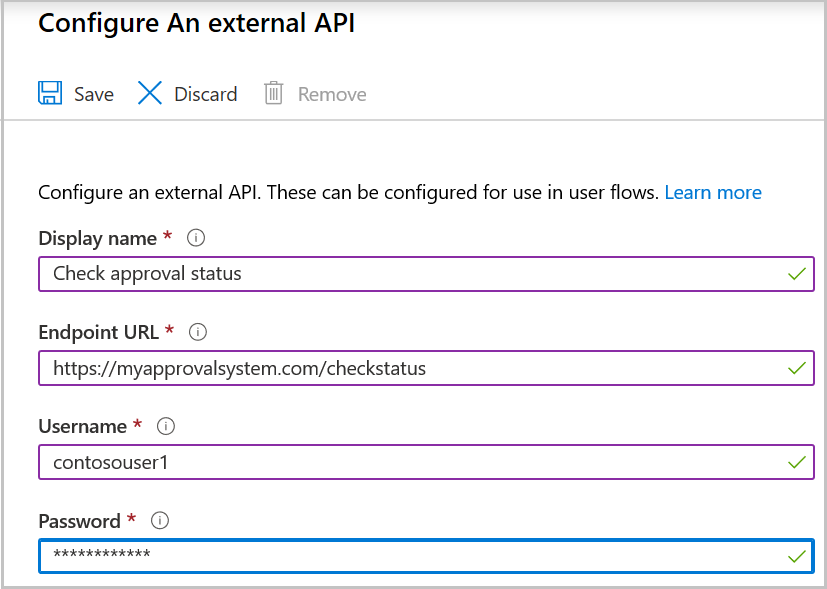 Configure An external API
Save Discard Remove
Configure an external API. These can be configured for use in user flows. Learn more
Display name *
Check approval status
Endpoint URL *
https://myapprovalsystem.com/checkstatus
Username *
contosouser1
Password *
************